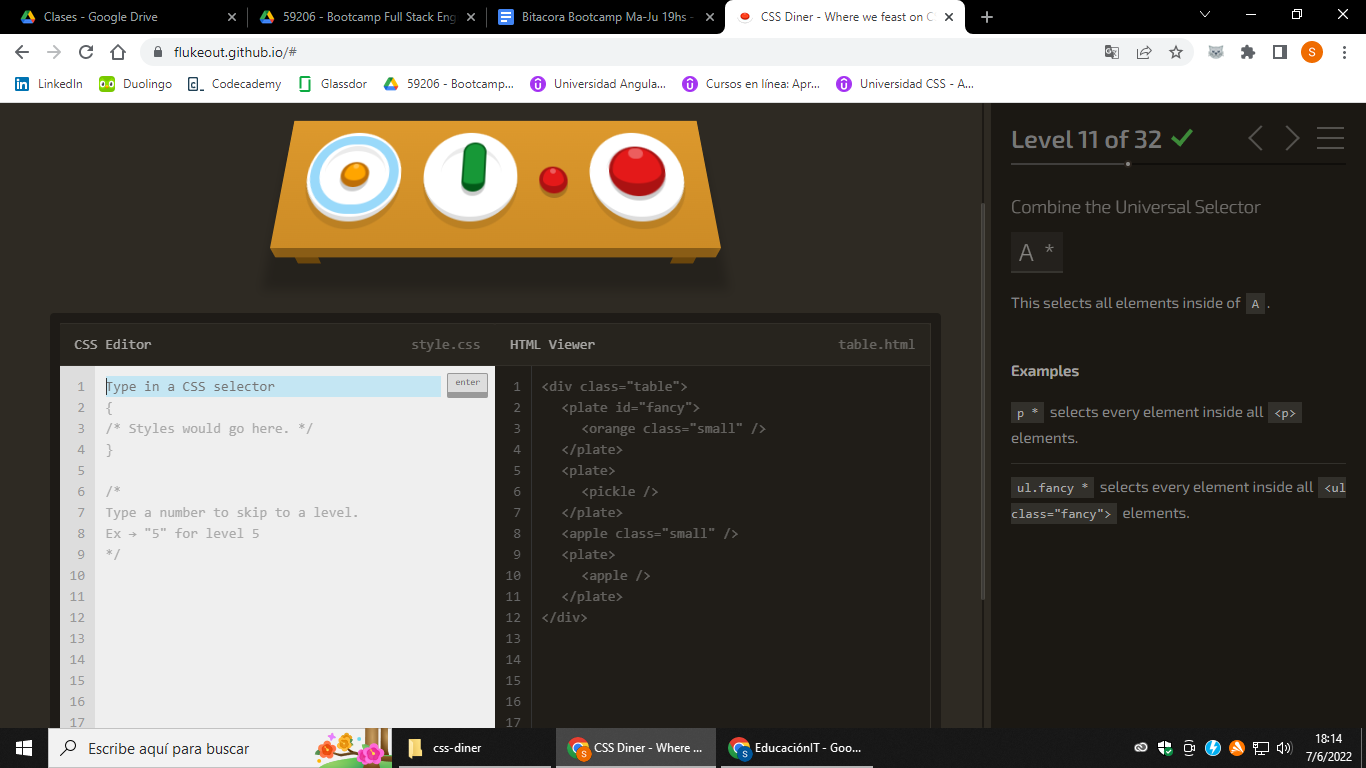 Clases - Google Drive
59206 - Bootcamp Full Stack Eng
Bitacora Bootcamp Ma-Ju 19hs -
CSS Diner - Where we feast on C
flukeout.github.io/#
S
LinkedIn
Duolingo
Codecademy
Glassdor
59206 - Bootcamp...
Universidad Angula...
Cursos en línea: Apr...
Universidad CSS - A...
Level 11 of 32
Combine the Universal Selector
A *
This selects all elements inside of A .
Examples
p * selects every element inside all <p>
elements.
ul.fancy * selects every element inside all <ul
class="fancy"> elements.
CSS Editor
style.css
1 Type in a CSS selector
enter
2 {
3 /* Styles would go here. */
4 }
5
6 /*
7 Type a number to skip to a level.
8 Ex → "5" for level 5
9 */
10
11
12
13
14
15
16
17
HTML Viewer
table.html
1 <div class="table">
2 <plate id="fancy">
3 <orange class="small" />
4 </plate>
5 <plate>
6 <pickle />
7 </plate>
8 <apple class="small" />
9 <plate>
10 <apple />
11 </plate>
12 </div>
13
14
15
16
17
Escribe aquí para buscar
css-diner
CSS Diner - Where ...
EducaciónIT - Goo...
18:14
7/6/2022